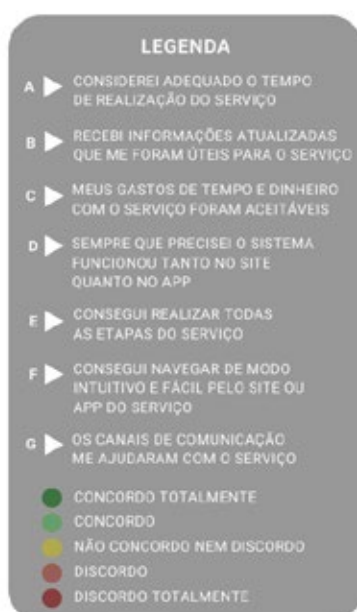 LEGENDA
A CONSIDEREI ADEQUADO O TEMPO
DE REALIZAÇÃO DO SERVIÇO
B RECEBI INFORMAÇÕES ATUALIZADAS
QUE ME FORAM ÚTEIS PARA O SERVIÇO
C MEUS GASTOS DE TEMPO E DINHEIRO
COM O SERVIÇO FORAM ACEITÁVEIS
D SEMPRE QUE PRECISEI O SISTEMA
FUNCIONOU TANTO NO SITE
QUANTO NO APP
E CONSEGUI REALIZAR TODAS
AS ETAPAS DO SERVIÇO
F CONSEGUI NAVEGAR DE MODO
INTUITIVO E FÁCIL PELO SITE OU
APP DO SERVIÇO
G OS CANAIS DE COMUNICAÇÃO
ME AJUDARAM COM O SERVIÇO
CONCORDO TOTALMENTE
CONCORDO
NÃO CONCORDO NEM DISCORDO
DISCORDO
DISCORDO TOTALMENTE